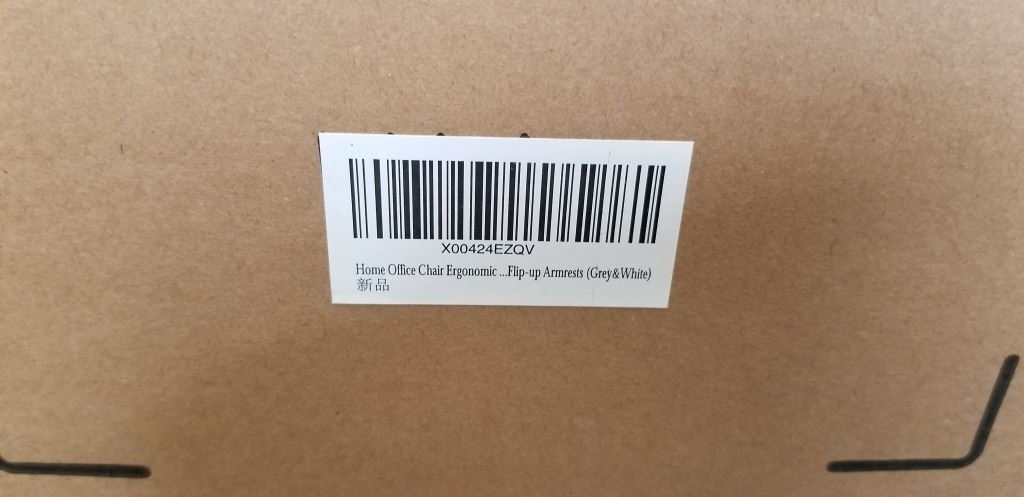 X00424EZQV
Home Office Chair Ergonomic ...Flip-up Armrests (Grey&White)
新品